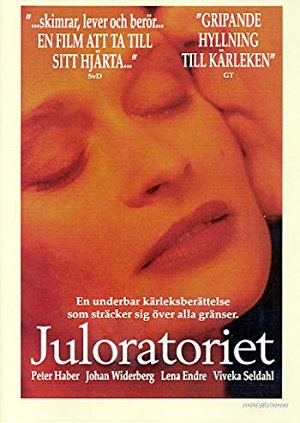 "...skimrar, lever och berör...
EN FILM ATT TA TILL
SITT HJÄRTA..."
SvD
"GRIPANDE
HYLLNING
TILL KÄRLEKEN"
GT
En underbar kärleksberättelse
som sträcker sig över alla gränser.
Juloratoriet
Peter Haber Johan Widerberg Lena Endre Viveka Seldahl